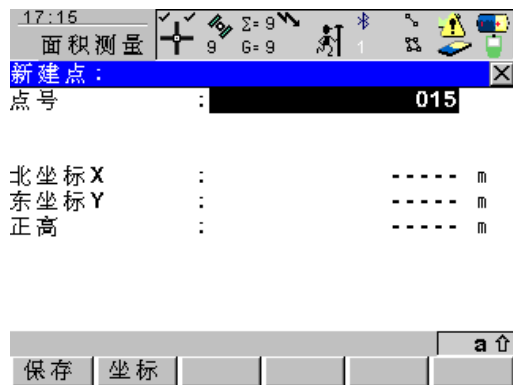 17:15
面积测量
9
Σ=9
G=9
1
新建点：
点号 : 015
北坐标X : ----- m
东坐标Y : ----- m
正高 : ----- m
a
保存 坐标